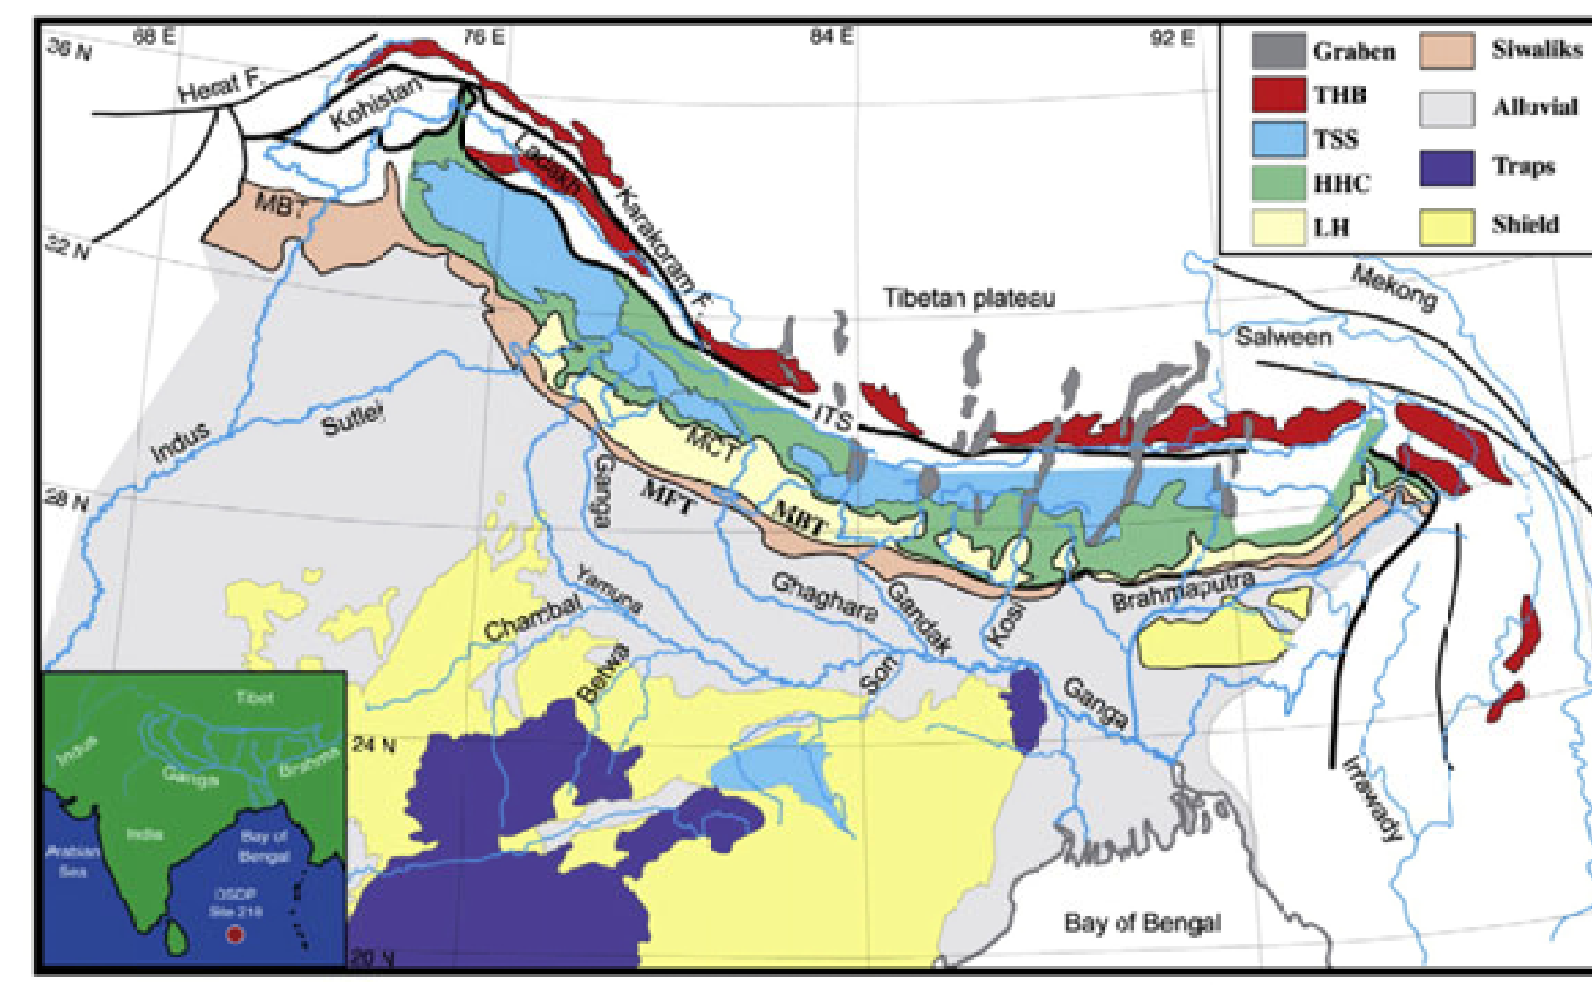 68 E
76 E
84 E
92 E
36 N
32 N
28 N
24 N
20 N
Graben
THB
TSS
HHC
LH
Siwaliks
Alluvial
Traps
Shield
Herat F.
Kohistan
Ladakh
Karakoram F.
MBT
Tibetan plateau
Mekong
Salween
ITS
Indus
Sutlej
MCT
Ganga
MFT
MBT
Yamuna
Ghaghara
Gandak
Kosi
Brahmaputra
Chambal
Betwa
Son
Ganga
Irrawady
Bay of Bengal
Tibet
Indus
Ganga
Brahma
India
Arabian
Sea
Bay of
Bengal
DSDP
Site 218